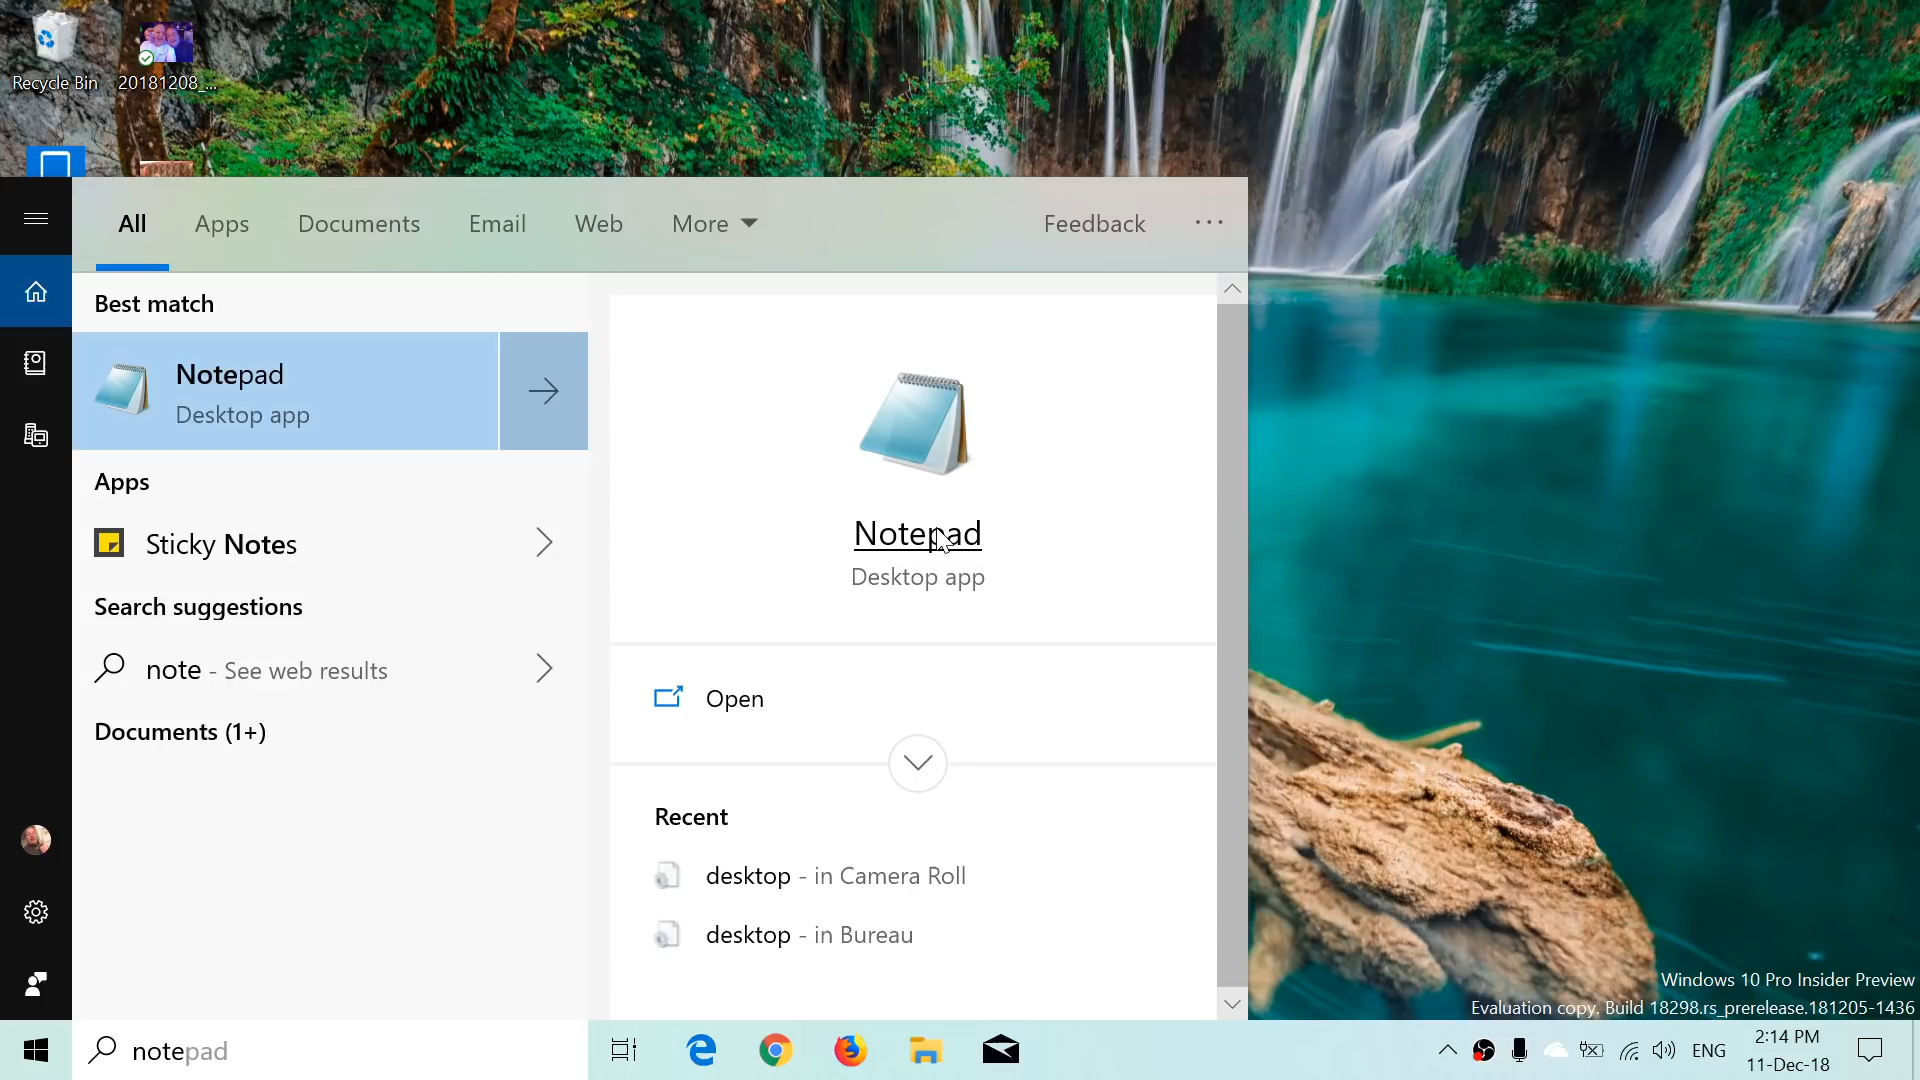 Recycle Bin
20181208_...
All
Apps
Documents
Email
Web
More
Feedback
Best match
Notepad
Desktop app
Apps
Sticky Notes
Search suggestions
note - See web results
Documents (1+)
Notepad
Desktop app
Open
Recent
desktop - in Camera Roll
desktop - in Bureau
Windows 10 Pro Insider Preview
Evaluation copy. Build 18298.rs_prerelease.181205-1436
notepad
ENG
2:14 PM
11-Dec-18